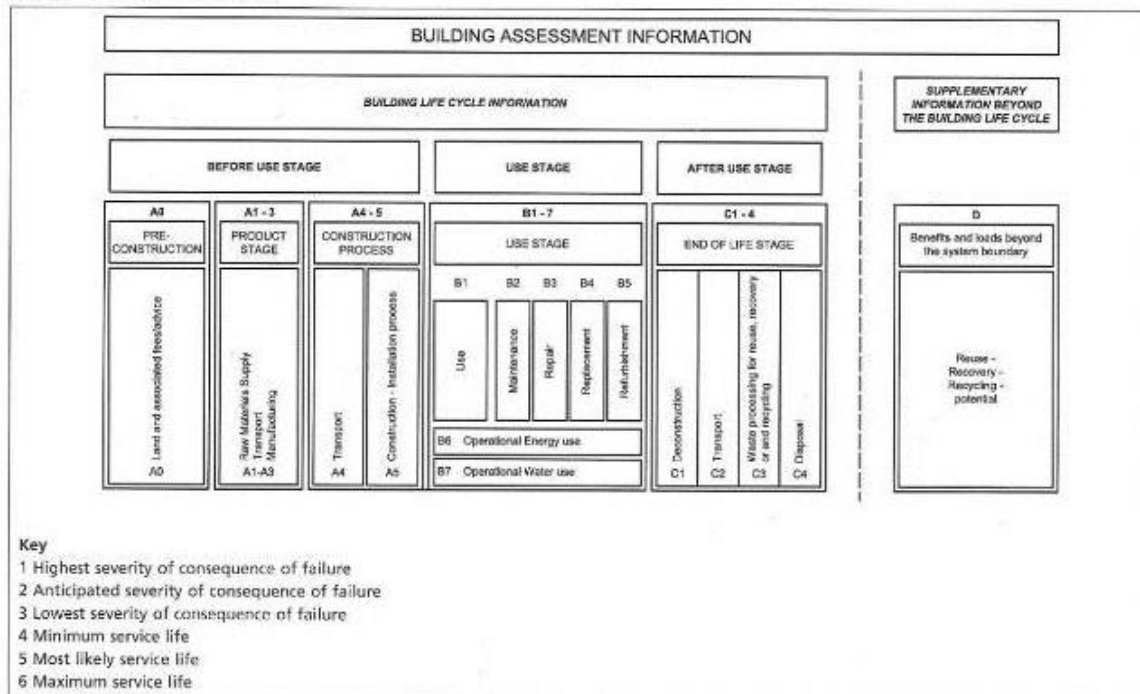 BUILDING ASSESSMENT INFORMATION
BUILDING LIFE CYCLE INFORMATION
SUPPLEMENTARY
INFORMATION BEYOND
THE BUILDING LIFE CYCLE
BEFORE USE STAGE
USE STAGE
AFTER USE STAGE
A0
PRE-
CONSTRUCTION
Land and associated fees/advice
A0
A1 - 3
PRODUCT
STAGE
Raw Materials Supply
Transport
Manufacturing
A1-A3
A4 - 5
CONSTRUCTION
PROCESS
Transport
A4
Construction - Installation process
A5
B1 - 7
USE STAGE
B1
Use
B2
Maintenance
B3
Repair
B4
Replacement
B5
Refurbishment
B6 Operational Energy use
B7 Operational Water use
C1 - 4
END OF LIFE STAGE
Deconstruction
C1
Transport
C2
Waste processing for reuse, recovery
or and recycling
C3
Disposal
C4
D
Benefits and loads beyond
the system boundary
Reuse -
Recovery -
Recycling -
potential
Key
1 Highest severity of consequence of failure
2 Anticipated severity of consequence of failure
3 Lowest severity of consequence of failure
4 Minimum service life
5 Most likely service life
6 Maximum service life